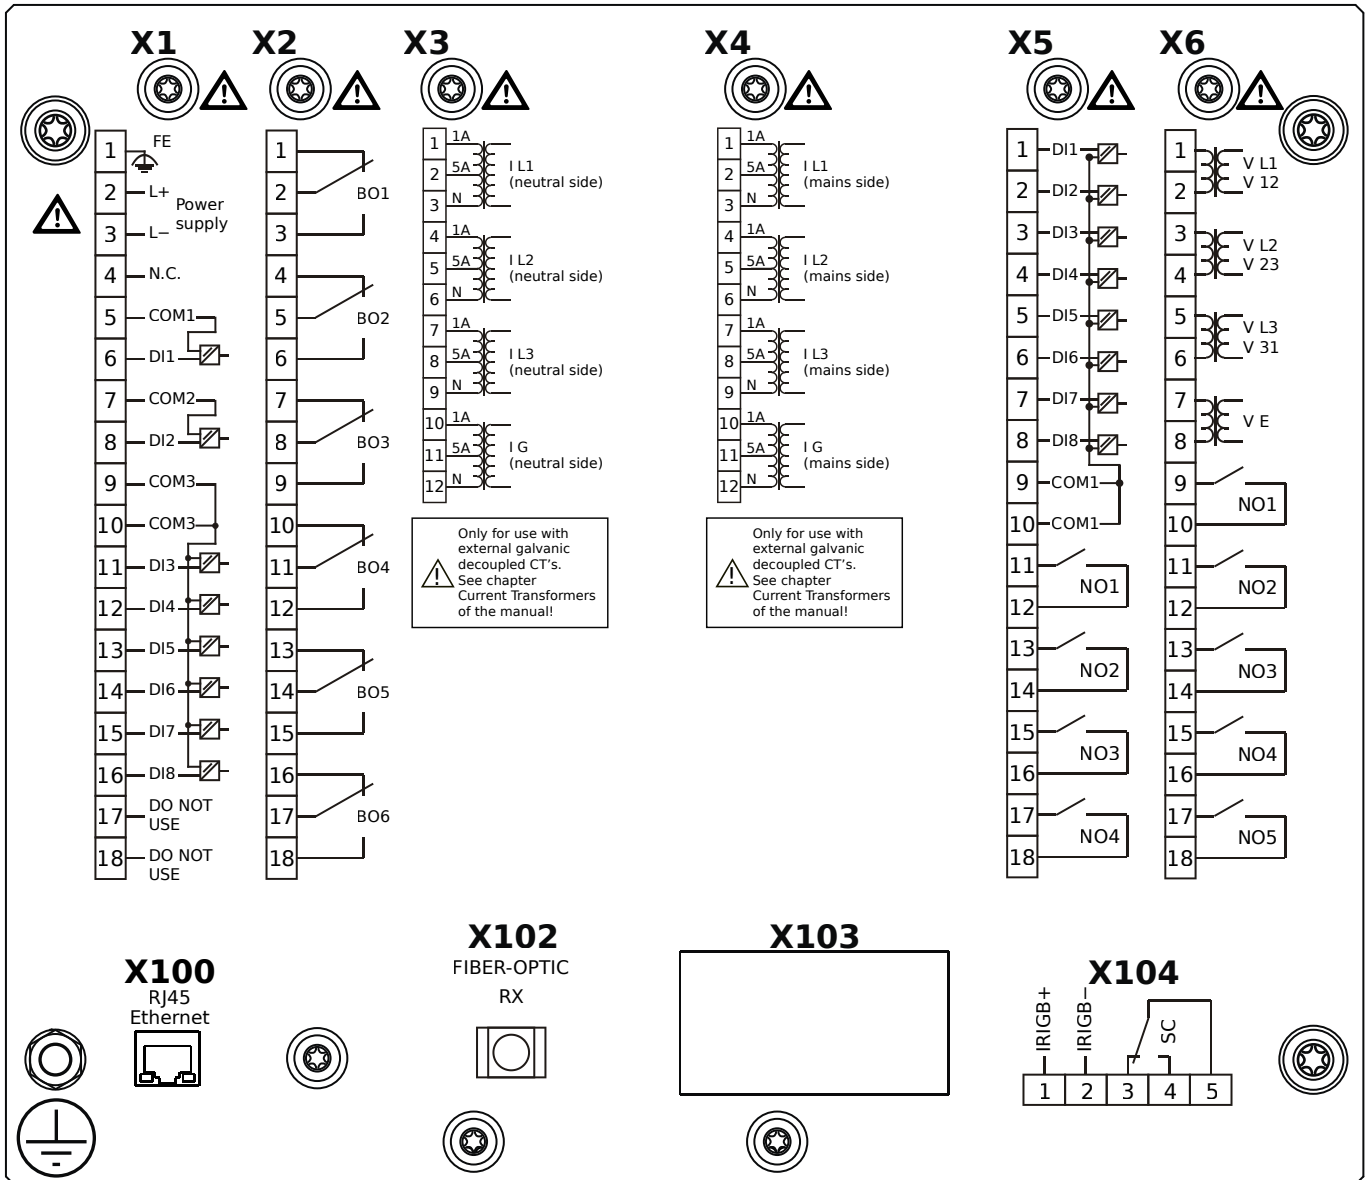 X1
X2
X3
X4
X5
X6
1 FE
2 L+
Power
supply
3 L−
4 N.C.
5 COM1
6 DI1
7 COM2
8 DI2
9 COM3
10 COM3
11 DI3
12 DI4
13 DI5
14 DI6
15 DI7
16 DI8
17 DO NOT
USE
18 DO NOT
USE
1
2 BO1
3
4
5 BO2
6
7
8 BO3
9
10
11 BO4
12
13
14 BO5
15
16
17 BO6
18
1 1A
2 5A
3 N
I L1
(neutral side)
4 1A
5 5A
6 N
I L2
(neutral side)
7 1A
8 5A
9 N
I L3
(neutral side)
10 1A
11 5A
12 N
I G
(neutral side)
Only for use with
external galvanic
decoupled CT’s.
See chapter
Current Transformers
of the manual!
1 1A
2 5A
3 N
I L1
(mains side)
4 1A
5 5A
6 N
I L2
(mains side)
7 1A
8 5A
9 N
I L3
(mains side)
10 1A
11 5A
12 N
I G
(mains side)
Only for use with
external galvanic
decoupled CT’s.
See chapter
Current Transformers
of the manual!
1 DI1
2 DI2
3 DI3
4 DI4
5 DI5
6 DI6
7 DI7
8 DI8
9 COM1
10 COM1
11
NO1
12
13
NO2
14
15
NO3
16
17
NO4
18
1
V L1
V 12
2
3
V L2
V 23
4
5
V L3
V 31
6
7
V E
8
9
NO1
10
11
NO2
12
13
NO3
14
15
NO4
16
17
NO5
18
X100
RJ45
Ethernet
X102
FIBER-OPTIC
RX
X103
X104
IRIGB+
IRIGB−
SC
1 2 3 4 5